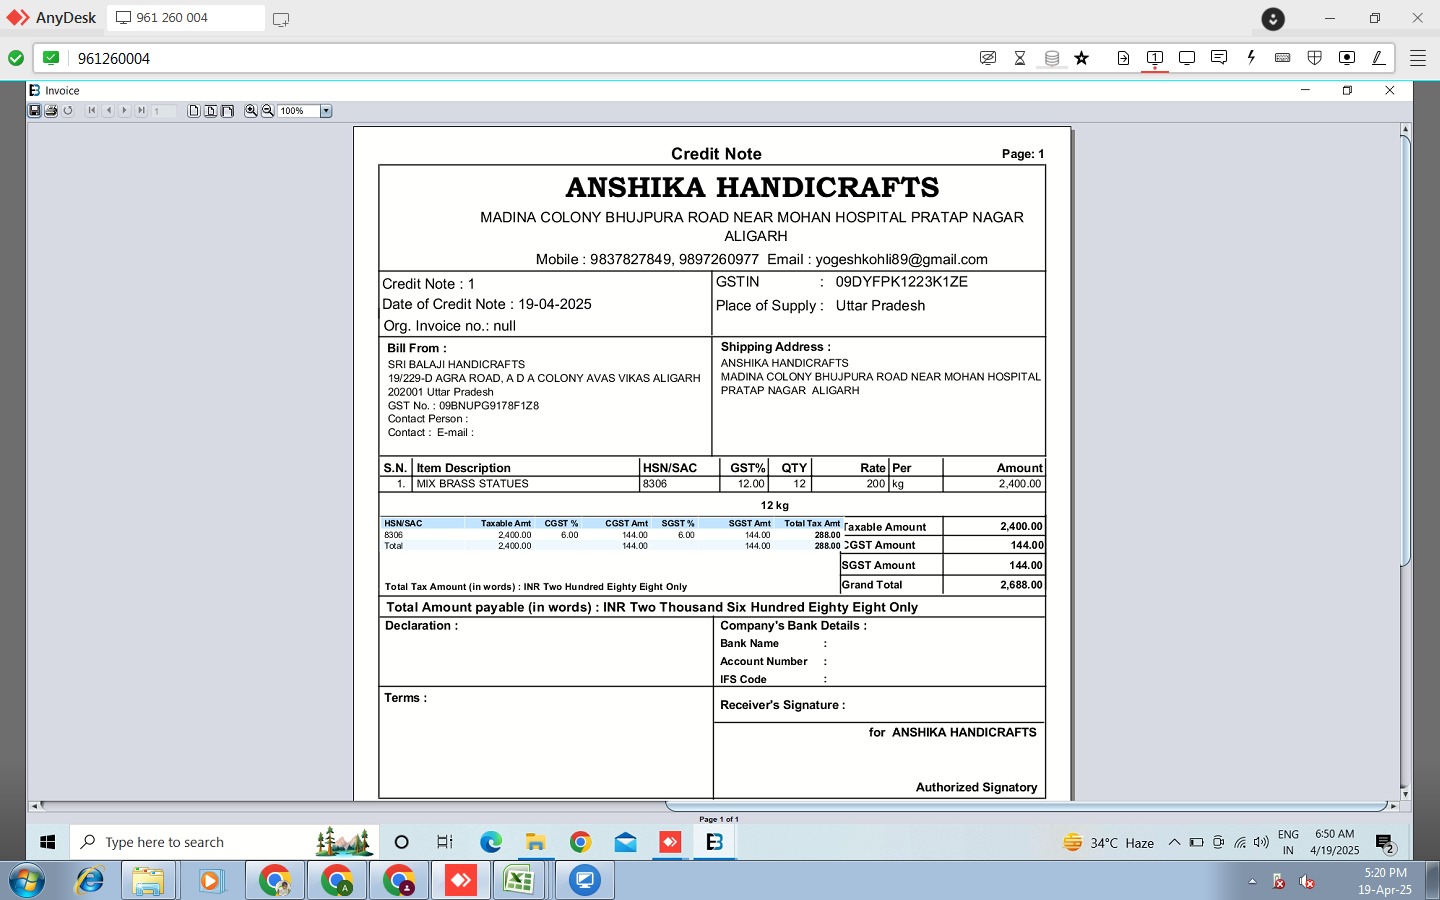 AnyDesk
961 260 004
961260004
1
Invoice
1
100%
Credit Note
Page: 1
ANSHIKA HANDICRAFTS
MADINA COLONY BHUJPURA ROAD NEAR MOHAN HOSPITAL PRATAP NAGAR
ALIGARH
Mobile : 9837827849, 9897260977 Email : yogeshkohli89@gmail.com
Credit Note : 1
GSTIN : 09DYFPK1223K1ZE
Date of Credit Note : 19-04-2025
Place of Supply : Uttar Pradesh
Org. Invoice no.: null
Bill From :
SRI BALAJI HANDICRAFTS
19/229-D AGRA ROAD, A D A COLONY AVAS VIKAS ALIGARH
202001 Uttar Pradesh
GST No. : 09BNUPG9178F1Z8
Contact Person :
Contact : E-mail :
Shipping Address :
ANSHIKA HANDICRAFTS
MADINA COLONY BHUJPURA ROAD NEAR MOHAN HOSPITAL
PRATAP NAGAR ALIGARH
S.N. Item Description HSN/SAC GST% QTY Rate Per Amount
1. MIX BRASS STATUES 8306 12.00 12 200 kg 2,400.00
12 kg
HSN/SAC Taxable Amt CGST % CGST Amt SGST % SGST Amt Total Tax Amt
8306 2,400.00 6.00 144.00 6.00 144.00 288.00
Total 2,400.00 144.00 144.00 288.00
Taxable Amount 2,400.00
CGST Amount 144.00
SGST Amount 144.00
Grand Total 2,688.00
Total Tax Amount (in words) : INR Two Hundred Eighty Eight Only
Total Amount payable (in words) : INR Two Thousand Six Hundred Eighty Eight Only
Declaration :
Company's Bank Details :
Bank Name :
Account Number :
IFS Code :
Terms :
Receiver's Signature :
for ANSHIKA HANDICRAFTS
Authorized Signatory
Page 1 of 1
Type here to search
34°C Haze
ENG
IN
6:50 AM
4/19/2025
2
5:20 PM
19-Apr-25